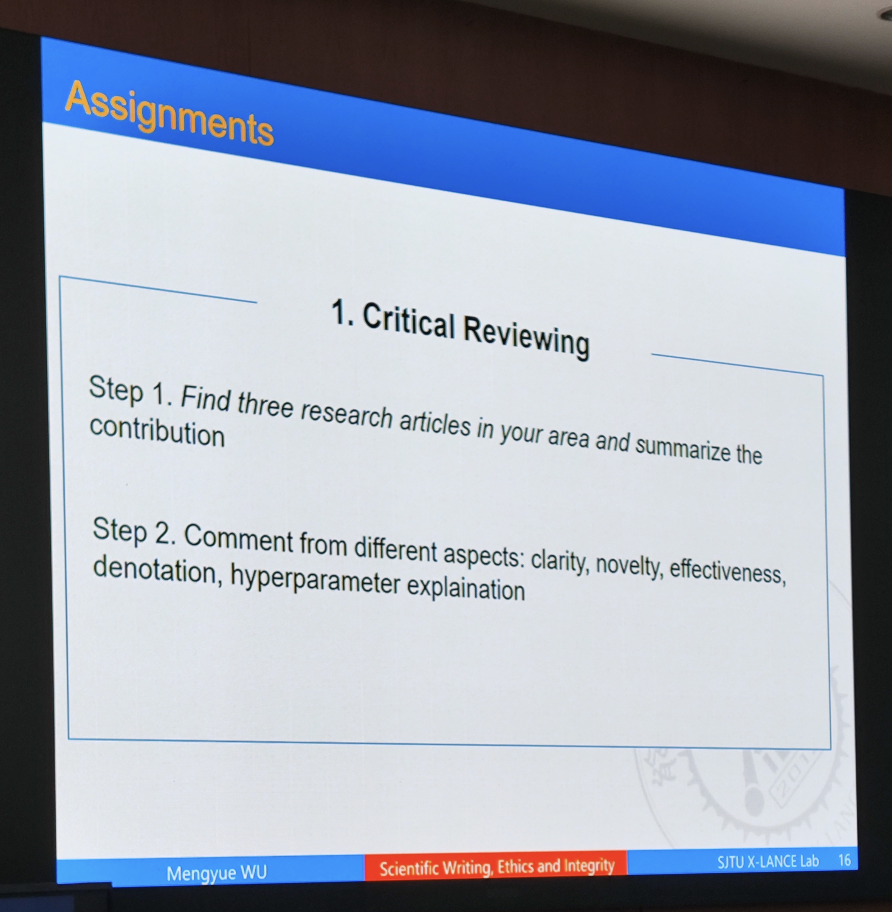 Assignments
1. Critical Reviewing
Step 1. Find three research articles in your area and summarize the
contribution
Step 2. Comment from different aspects: clarity, novelty, effectiveness,
denotation, hyperparameter explaination
Mengyue WU
Scientific Writing, Ethics and Integrity
SJTU X-LANCE Lab
16